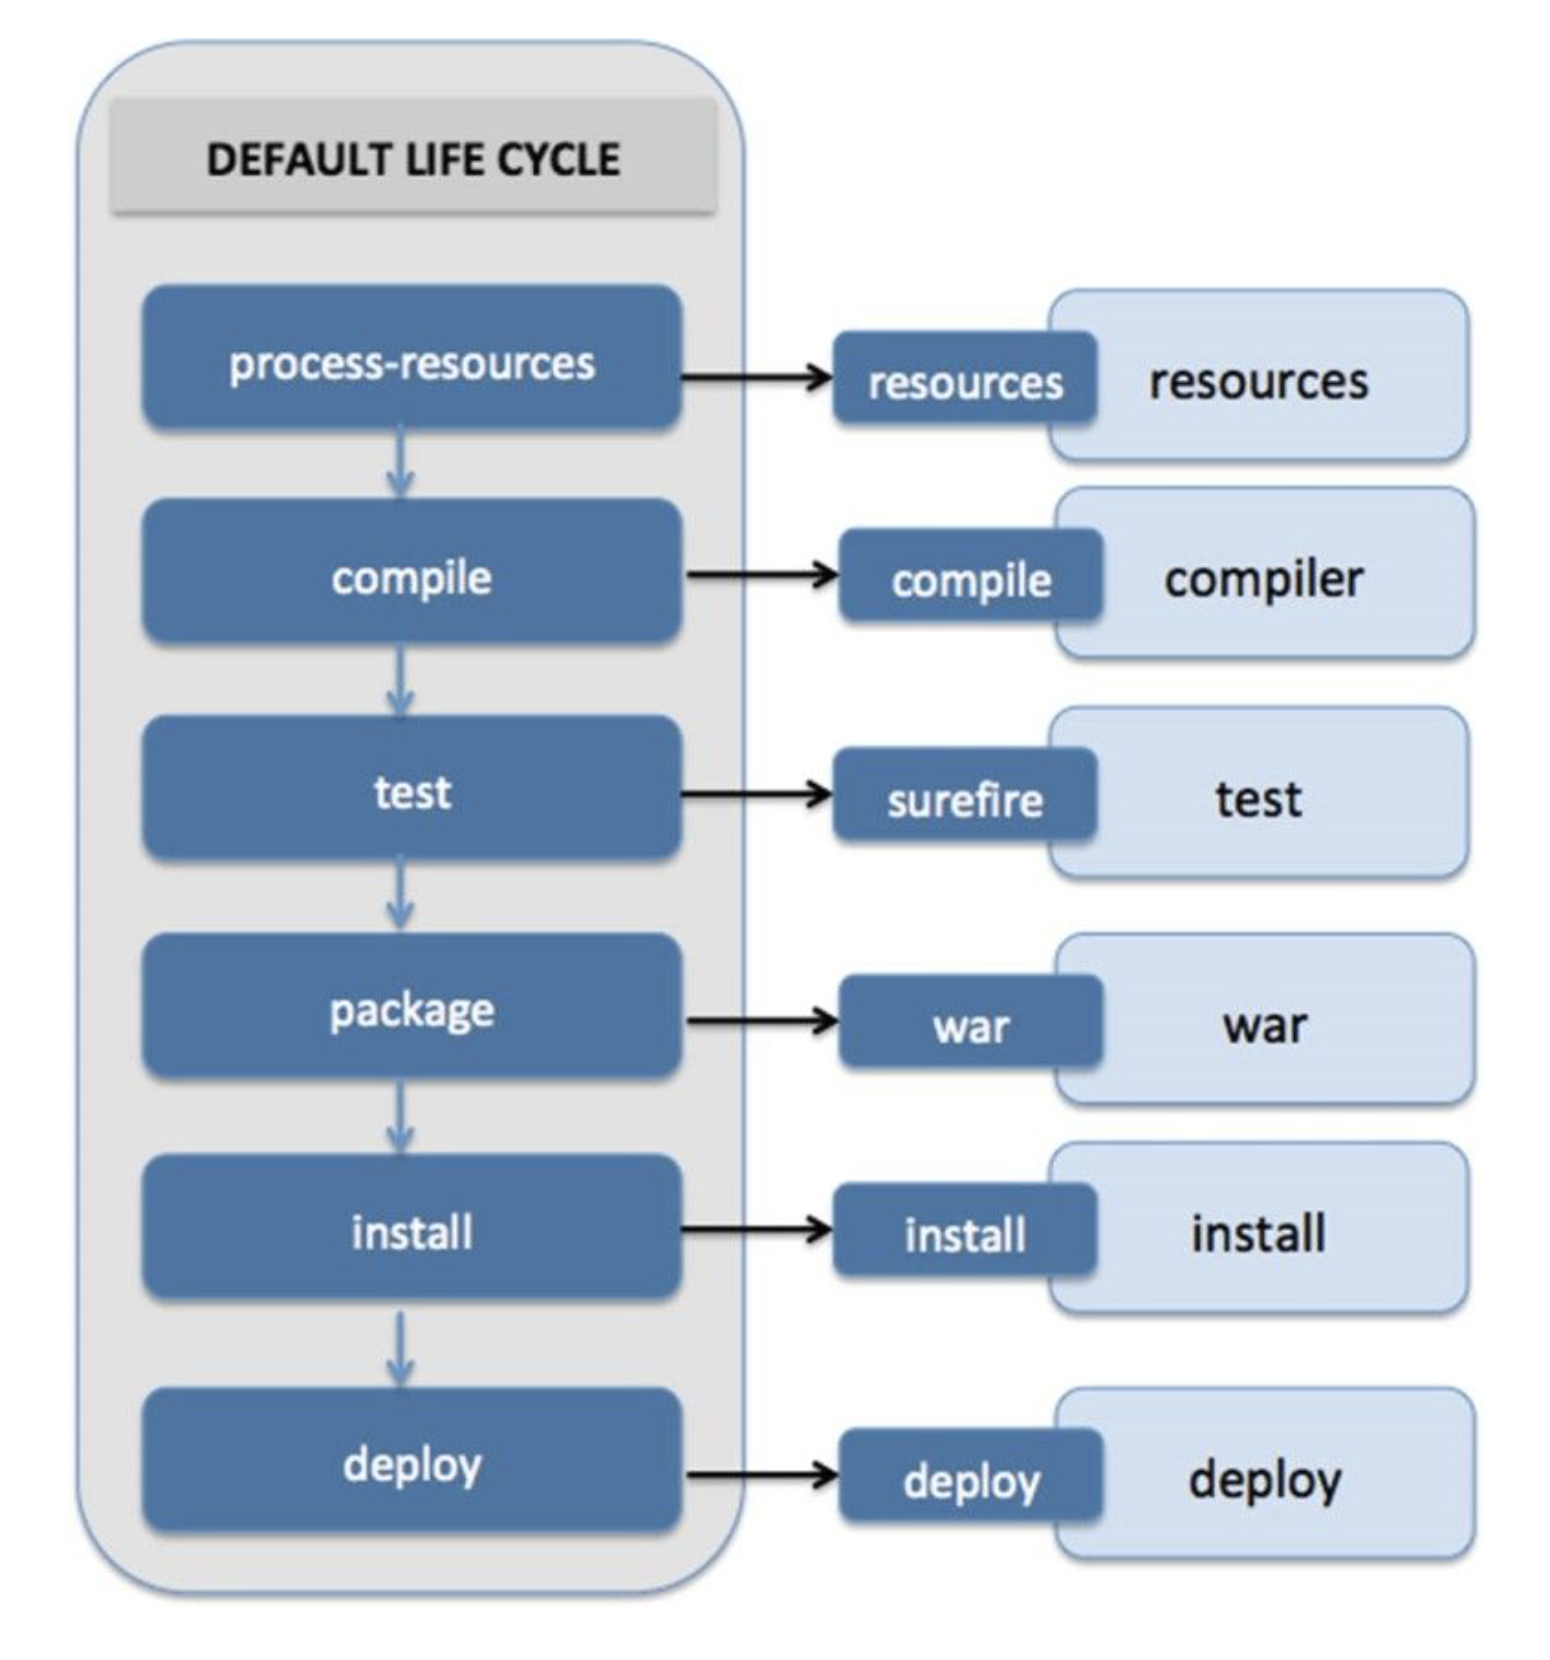 DEFAULT LIFE CYCLE
process-resources
resources
resources
compile
compile
compiler
test
surefire
test
package
war
war
install
install
install
deploy
deploy
deploy